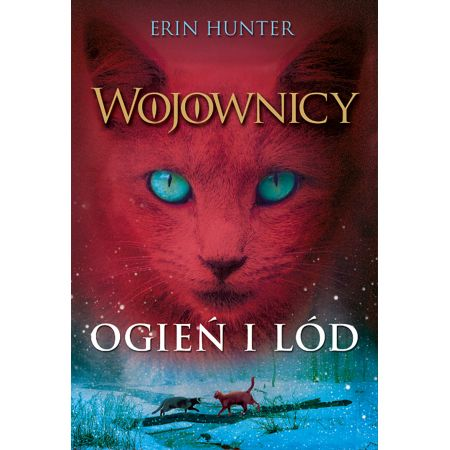 ERIN HUNTER
WOJOWNICY
OGIEŃ I LÓD